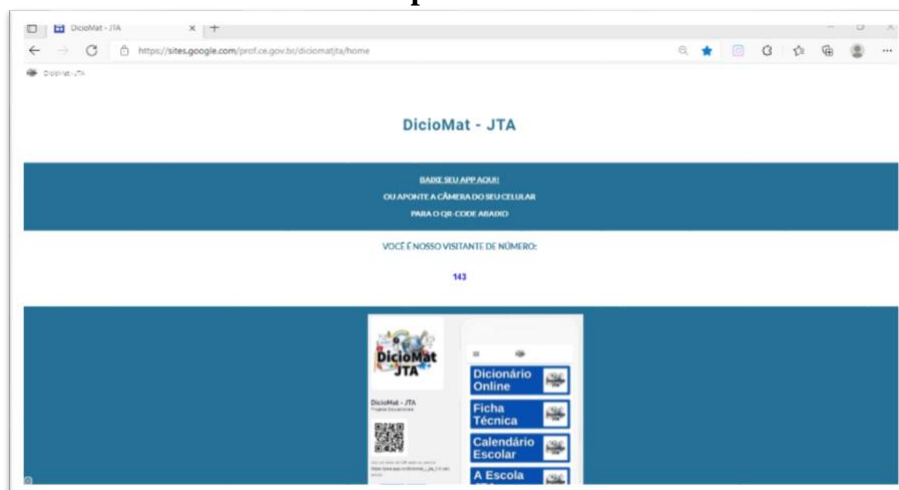 DicioMat - JTA
https://sites.google.com/prof.ce.gov.br/diciomatjta/home
DicioMat - JTA
DicioMat - JTA
BAIXE SEU APP AQUI!
OU APONTE A CÂMERA DO SEU CELULAR
PARA O QR-CODE ABAIXO
VOCÊ É NOSSO VISITANTE DE NÚMERO:
143
DicioMat
JTA
DicioMat - JTA
Dicionário
Online
Ficha
Técnica
Calendário
Escolar
A Escola